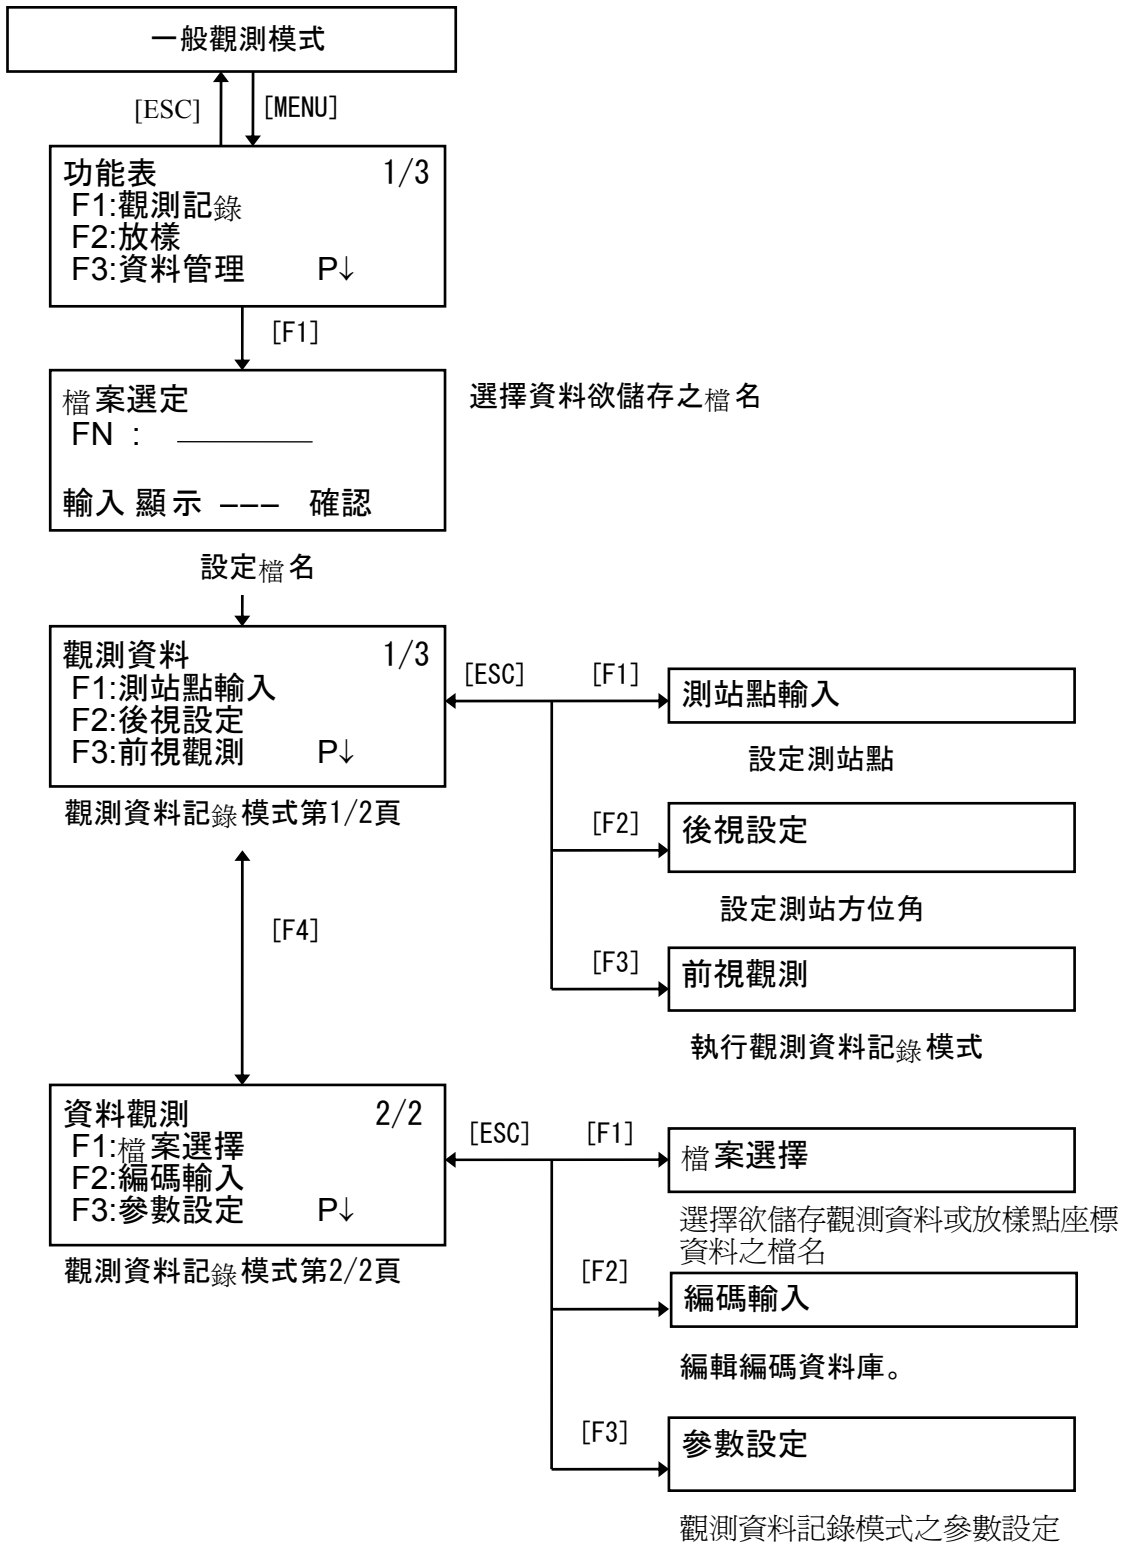 一般觀測模式
[ESC] [MENU]
功能表 1/3
F1:觀測記錄
F2:放樣
F3:資料管理 P↓
[F1]
檔案選定
FN :
輸入 顯示 --- 確認
選擇資料欲儲存之檔名
設定檔名
觀測資料 1/3
F1:測站點輸入
F2:後視設定
F3:前視觀測 P↓
觀測資料記錄模式第1/2頁
[ESC] [F1]
測站點輸入
設定測站點
[F2]
後視設定
設定測站方位角
[F3]
前視觀測
執行觀測資料記錄模式
[F4]
資料觀測 2/2
F1:檔案選擇
F2:編碼輸入
F3:參數設定 P↓
觀測資料記錄模式第2/2頁
[ESC] [F1]
檔案選擇
選擇欲儲存觀測資料或放樣點座標
資料之檔名
[F2]
編碼輸入
編輯編碼資料庫。
[F3]
參數設定
觀測資料記錄模式之參數設定